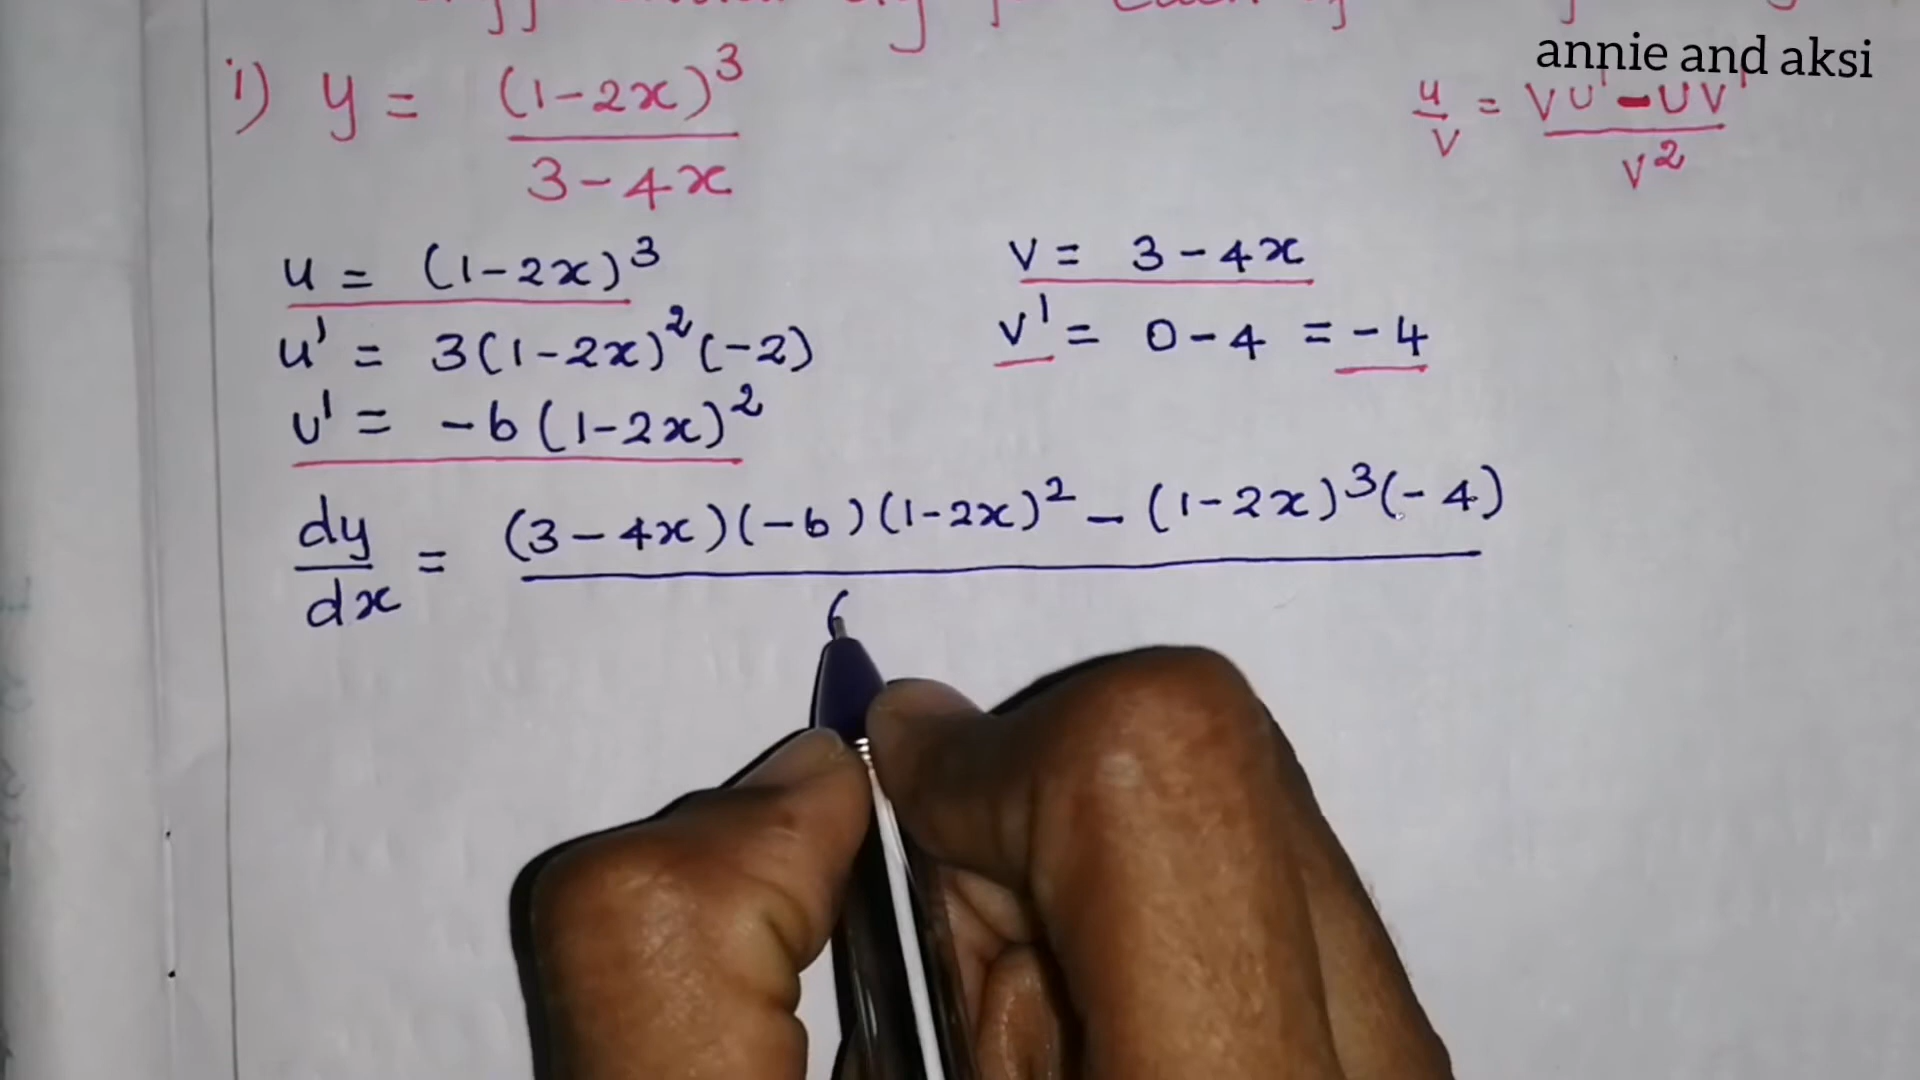 annie and aksi
i) y = (1-2x)³ / 3-4x
u/v = VU' - UV' / V²
u = (1-2x)³
v = 3-4x
u' = 3(1-2x)²(-2)
v' = 0-4 = -4
u' = -6(1-2x)²
dy/dx = (3-4x)(-6)(1-2x)² - (1-2x)³(-4)
(